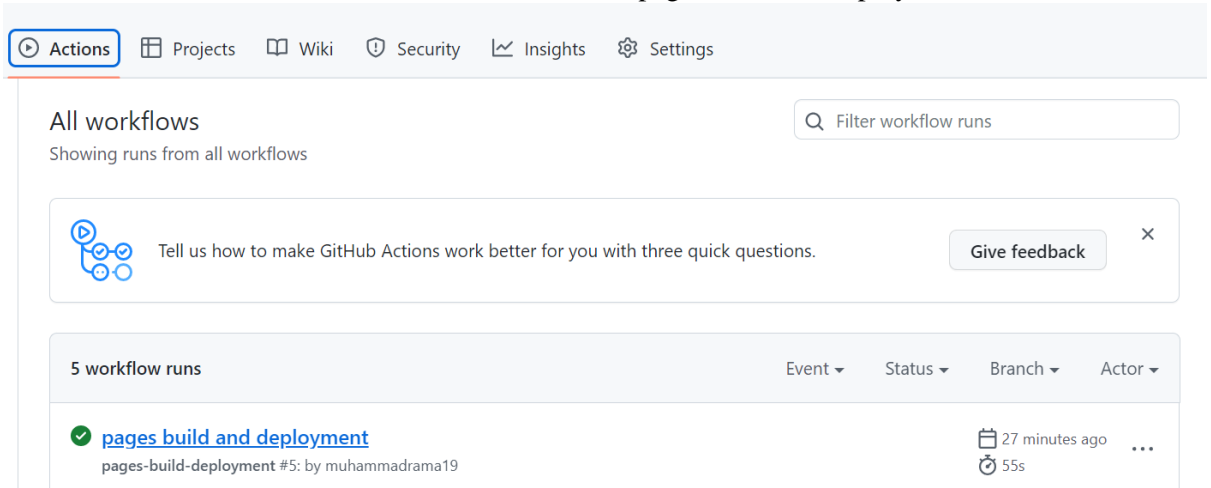 Actions Projects Wiki Security Insights Settings
All workflows
Filter workflow runs
Showing runs from all workflows
Tell us how to make GitHub Actions work better for you with three quick questions.
Give feedback
5 workflow runs
Event Status Branch Actor
pages build and deployment
27 minutes ago
pages-build-deployment #5: by muhammadrama19
55s